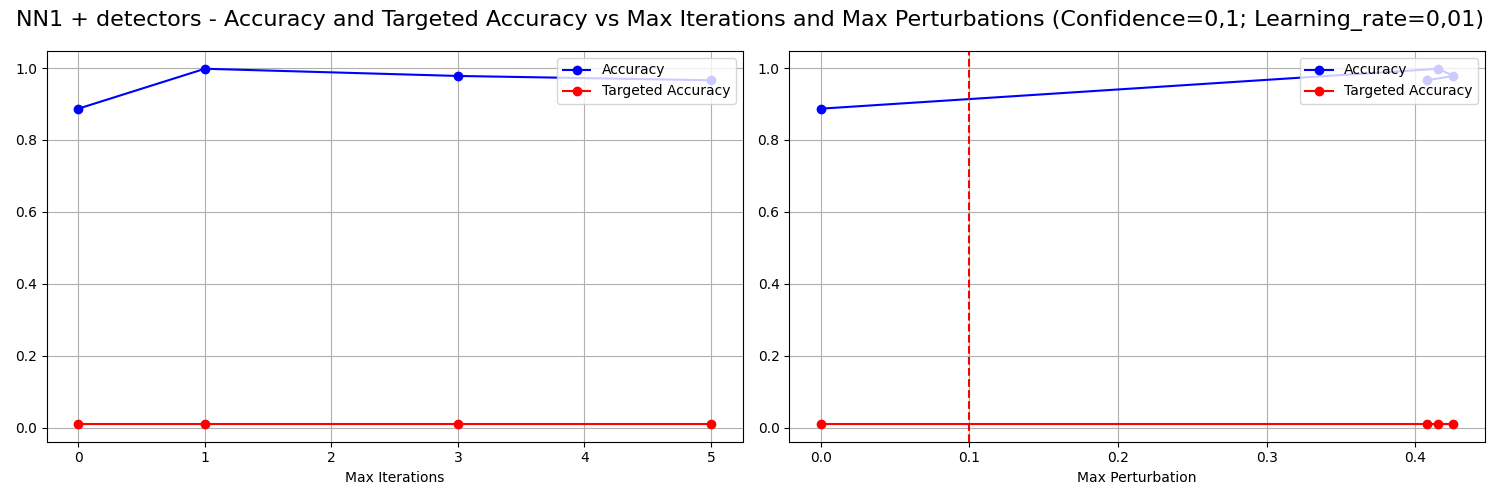 NN1 + detectors - Accuracy and Targeted Accuracy vs Max Iterations and Max Perturbations (Confidence=0,1; Learning_rate=0,01)
1.0
0.8
0.6
0.4
0.2
0.0
0 1 2 3 4 5
Max Iterations
Accuracy
Targeted Accuracy
1.0
0.8
0.6
0.4
0.2
0.0
0.0 0.1 0.2 0.3 0.4
Max Perturbation
Accuracy
Targeted Accuracy